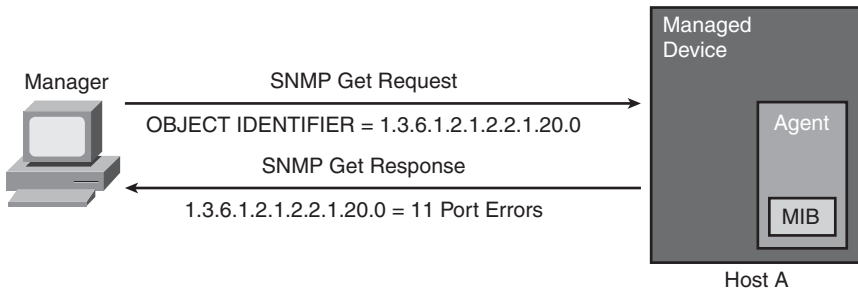 Managed
Device
Manager
SNMP Get Request
OBJECT IDENTIFIER = 1.3.6.1.2.1.2.2.1.20.0
Agent
SNMP Get Response
1.3.6.1.2.1.2.2.1.20.0 = 11 Port Errors
MIB
Host A